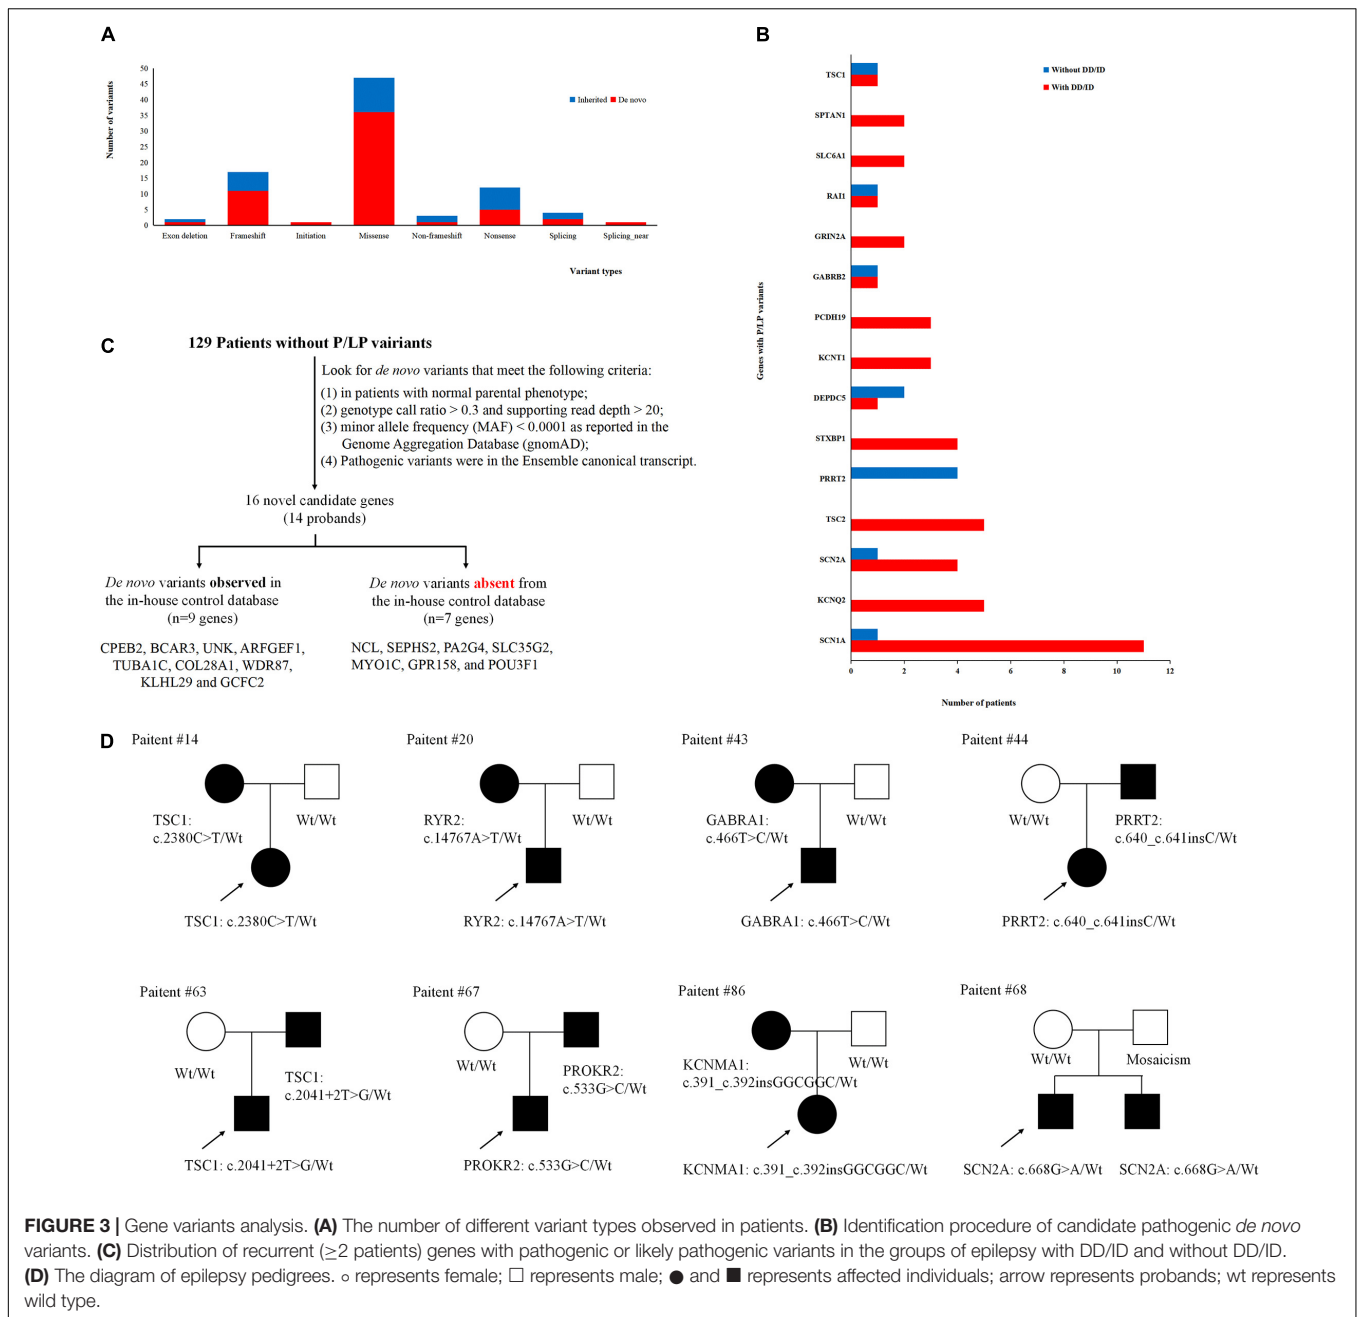 A
50
45
40
35
30
25
20
15
10
5
0
Number of variamts
Inherited De novo
Exon deletion Frameshift Initiation Missense Non-frameshift Nonsense Splicing Splicing_near
Variant types
B
Without DD/ID
With DD/ID
Genes with P/LP variants
TSC1
SPTAN1
SLC6A1
RAI1
GRIN2A
GABRB2
PCDH19
KCNT1
DEPDC5
STXBP1
PRRT2
TSC2
SCN2A
KCNQ2
SCN1A
0 2 4 6 8 10 12
Number of patients
C
129 Patients without P/LP vairiants
Look for de novo variants that meet the following criteria:
(1) in patients with normal parental phenotype;
(2) genotype call ratio > 0.3 and supporting read depth > 20;
(3) minor allele frequency (MAF) < 0.0001 as reported in the
Genome Aggregation Database (gnomAD);
(4) Pathogenic variants were in the Ensemble canonical transcript.
16 novel candidate genes
(14 probands)
De novo variants observed in
the in-house control database
(n=9 genes)
CPEB2, BCAR3, UNK, ARFGEF1,
TUBA1C, COL28A1, WDR87,
KLHL29 and GCFC2
De novo variants absent from
the in-house control database
(n=7 genes)
NCL, SEPHS2, PA2G4, SLC35G2,
MYO1C, GPR158, and POU3F1
D
Paitent #14
TSC1:
c.2380C>T/Wt
Wt/Wt
TSC1: c.2380C>T/Wt
Paitent #20
RYR2:
c.14767A>T/Wt
Wt/Wt
RYR2: c.14767A>T/Wt
Paitent #43
GABRA1:
c.466T>C/Wt
Wt/Wt
GABRA1: c.466T>C/Wt
Paitent #44
Wt/Wt
PRRT2:
c.640_c.641insC/Wt
PRRT2: c.640_c.641insC/Wt
Paitent #63
Wt/Wt
TSC1:
c.2041+2T>G/Wt
TSC1: c.2041+2T>G/Wt
Paitent #67
Wt/Wt
PROKR2:
c.533G>C/Wt
PROKR2: c.533G>C/Wt
Paitent #86
KCNMA1:
c.391_c.392insGGCGGC/Wt
Wt/Wt
KCNMA1: c.391_c.392insGGCGGC/Wt
Paitent #68
Wt/Wt
Mosaicism
SCN2A: c.668G>A/Wt SCN2A: c.668G>A/Wt
FIGURE 3 | Gene variants analysis. (A) The number of different variant types observed in patients. (B) Identification procedure of candidate pathogenic de novo
variants. (C) Distribution of recurrent (≥2 patients) genes with pathogenic or likely pathogenic variants in the groups of epilepsy with DD/ID and without DD/ID.
(D) The diagram of epilepsy pedigrees. ○ represents female; □ represents male; ● and ■ represents affected individuals; arrow represents probands; wt represents
wild type.